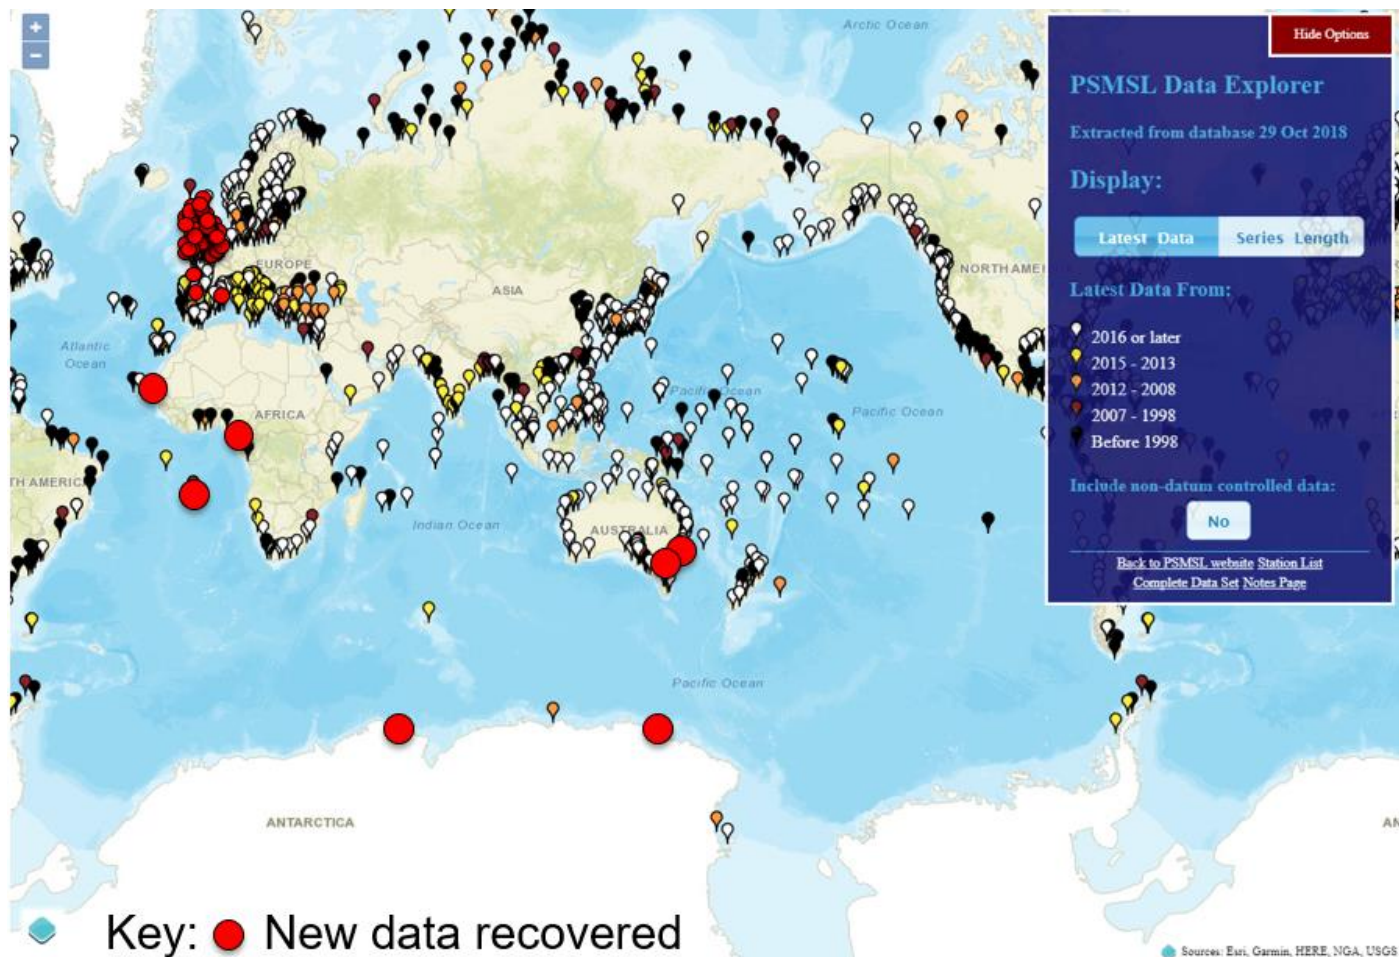 Arctic Ocean
Hide Options
PSMSL Data Explorer
Extracted from database 29 Oct 2018
Display:
Latest Data
Series Length
Latest Data From:
2016 or later
2015 - 2013
2012 - 2008
2007 - 1998
Before 1998
Include non-datum controlled data:
No
Back to PSMSL website Station List
Complete Data Set Notes Page
+
−
EUROPE
ASIA
NORTH AMEI
Atlantic
Ocean
Pacific Ocean
Pacific Ocean
AFRICA
TH AMERIC
Indian Ocean
AUSTRALIA
Pacific Ocean
ANTARCTICA
AN
Key: New data recovered
Sources: Esri, Garmin, HERE, NGA, USGS